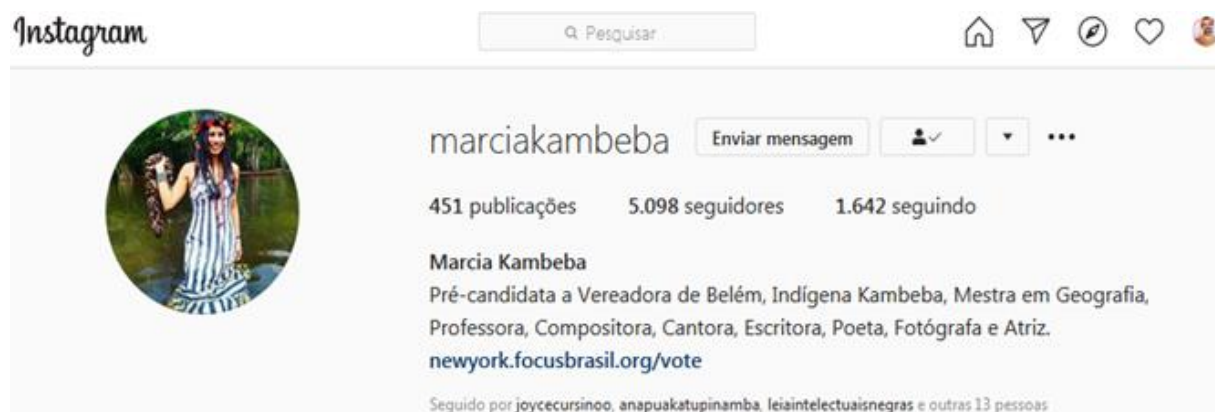 Instagram
Pesquisar
marciakambeba Enviar mensagem
451 publicações 5.098 seguidores 1.642 seguindo
Marcia Kambeba
Pré-candidata a Vereadora de Belém, Indígena Kambeba, Mestra em Geografia,
Professora, Compositora, Cantora, Escritora, Poeta, Fotógrafa e Atriz.
newyork.focusbrasil.org/vote
Seguido por joycecursinoo, anapuakatupinamba, leiaintelectuaisnegras e outras 13 pessoas